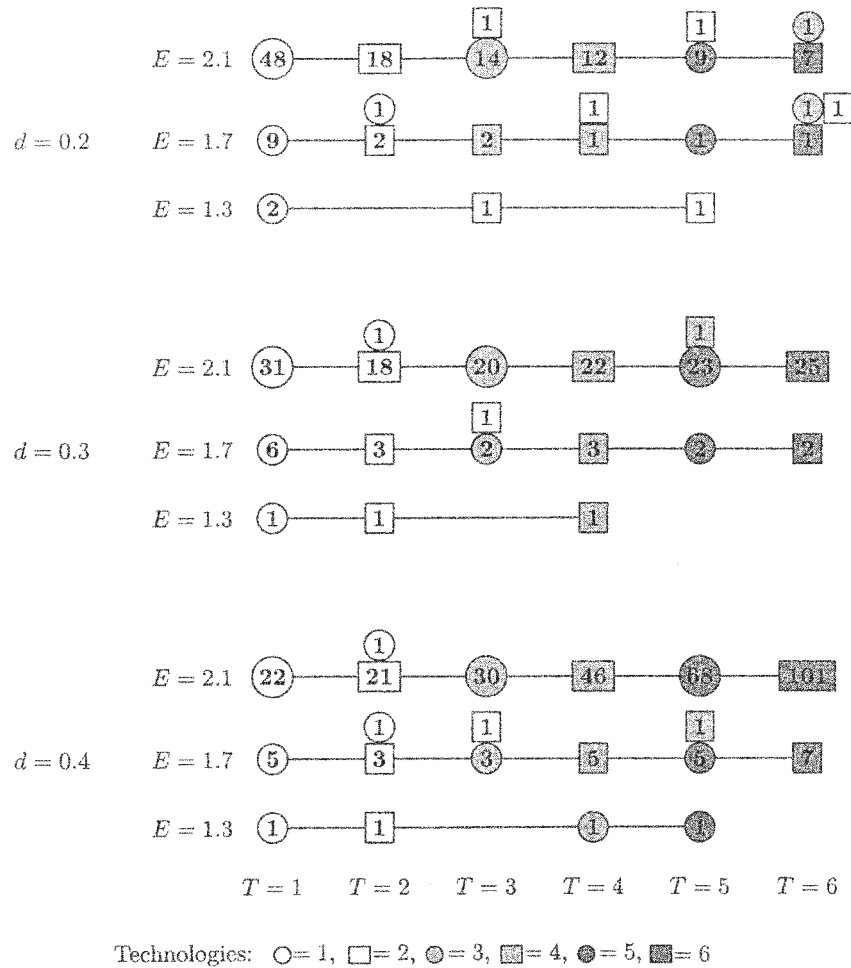 1 1 1
E = 2.1 48 18 14 12 9 7
1 1 1 1
d = 0.2 E = 1.7 9 2 2 1 1 1
E = 1.3 2 1 1
1 1
E = 2.1 31 18 20 22 23 25
1
d = 0.3 E = 1.7 6 3 2 3 2 2
E = 1.3 1 1 1
1
E = 2.1 22 21 30 46 68 101
1 1 1
d = 0.4 E = 1.7 5 3 3 5 5 7
E = 1.3 1 1 1 1
T = 1 T = 2 T = 3 T = 4 T = 5 T = 6
Technologies: = 1, = 2, = 3, = 4, = 5, = 6